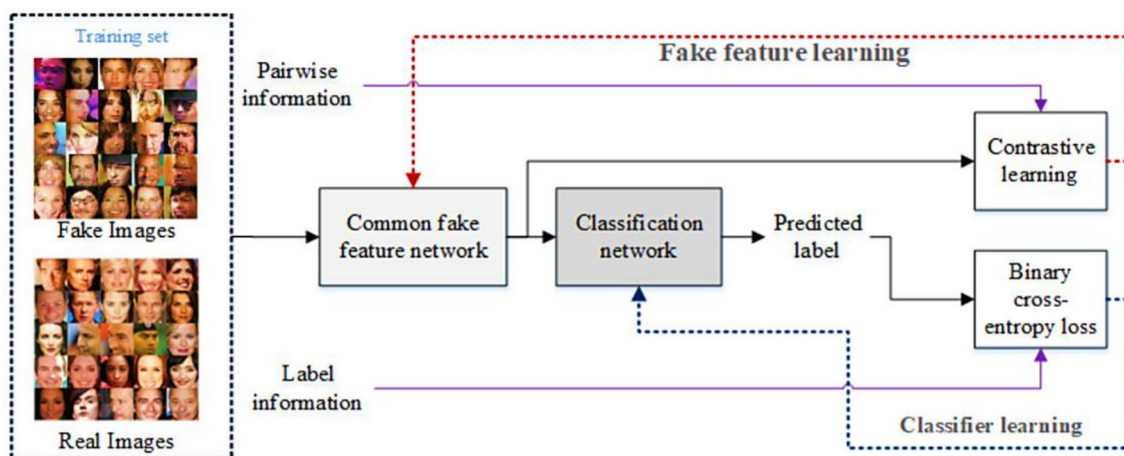 Training set
Fake Images
Real Images
Pairwise
information
Fake feature learning
Contrastive
learning
Common fake
feature network
Classification
network
Predicted
label
Binary
cross-
entropy loss
Label
information
Classifier learning